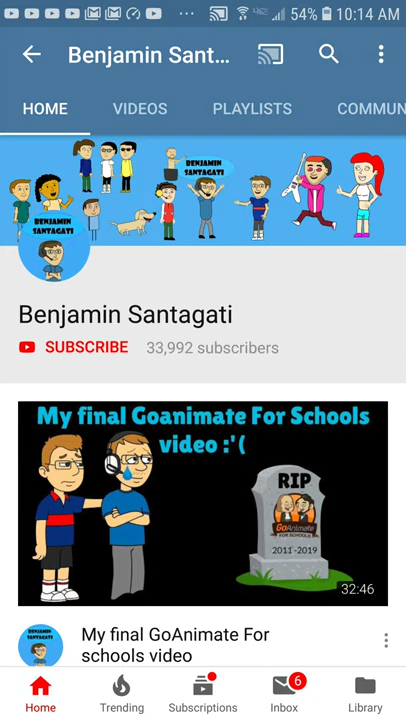 54% 10:14 AM
Benjamin Sant...
HOME VIDEOS PLAYLISTS COMMUN
BENJAMIN
SANTAGATI
BENJAMIN
SANTAGATI
Benjamin Santagati
SUBSCRIBE 33,992 subscribers
My final Goanimate For Schools
video :'(
RIP
GoAnimate
FOR SCHOOLS
2011-2019
32:46
BENJAMIN
SANTAGATI
My final GoAnimate For
schools video
6
Home Trending Subscriptions Inbox Library